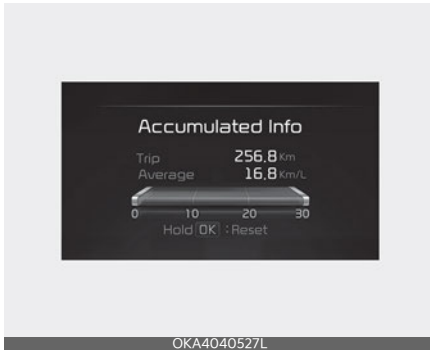 Accumulated Info
Trip 256.8 Km
Average 16.8 Km/L
0 10 20 30
Hold OK : Reset
OKA4040527L